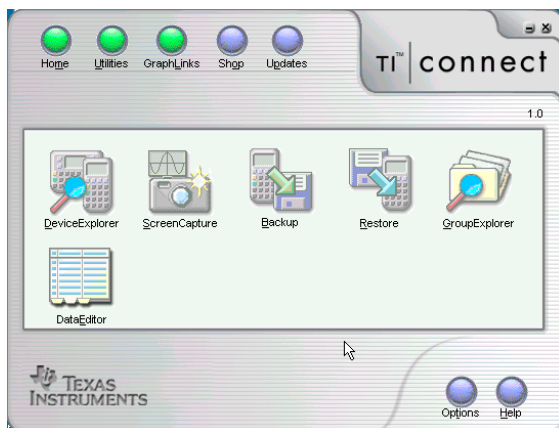 Home Utilities GraphLinks Shop Updates
TI™ connect
1.0
DeviceExplorer ScreenCapture Backup Restore GroupExplorer
DataEditor
TEXAS
INSTRUMENTS
Options Help